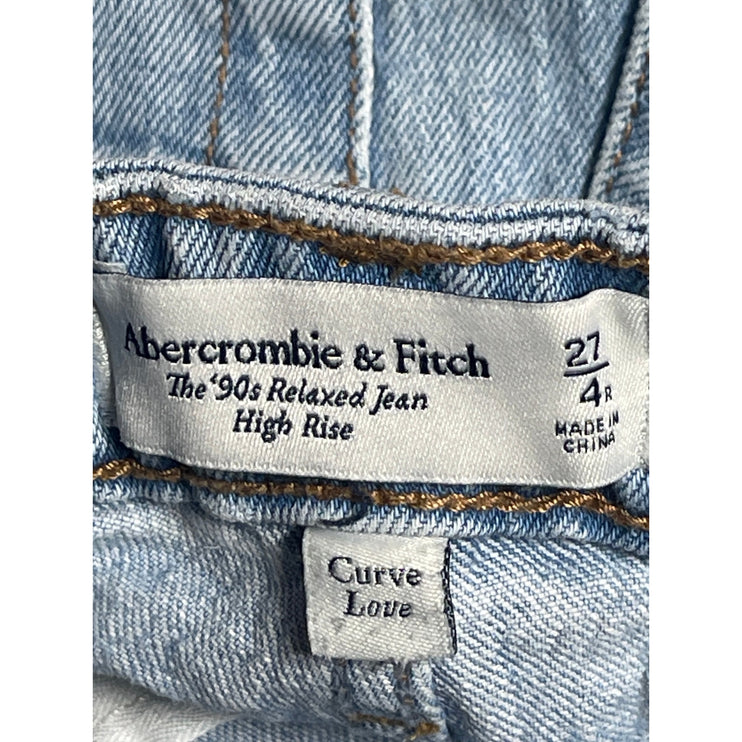 Abercrombie & Fitch
The '90s Relaxed Jean
High Rise
27
4R
MADE IN
CHINA
Curve
Love